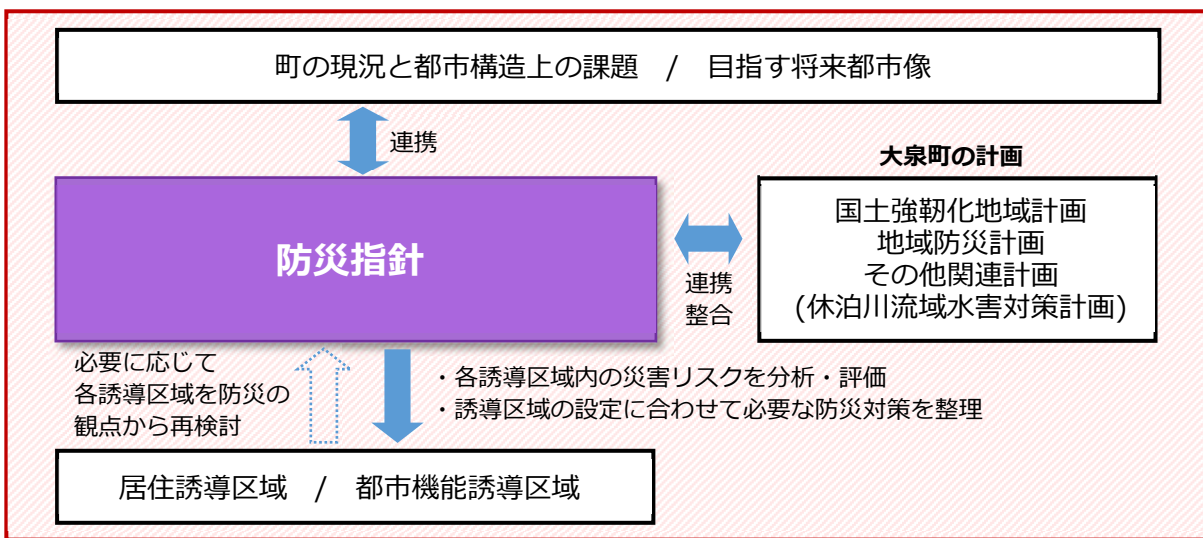 町の現況と都市構造上の課題 / 目指す将来都市像
連携
大泉町の計画
防災指針
連携
整合
国土強靭化地域計画
地域防災計画
その他関連計画
(休泊川流域水害対策計画)
必要に応じて
各誘導区域を防災の
観点から再検討
・各誘導区域内の災害リスクを分析・評価
・誘導区域の設定に合わせて必要な防災対策を整理
居住誘導区域 / 都市機能誘導区域